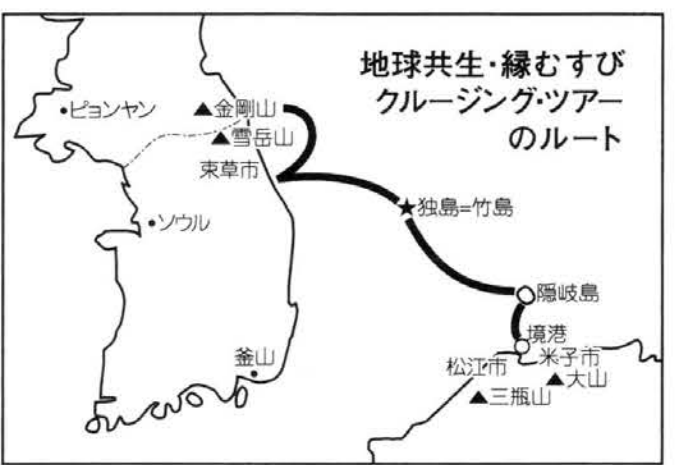 地球共生・縁むすび
クルージング・ツアー
のルート
・ピョンヤン
▲金剛山
▲雪岳山
束草市
・ソウル
★独島=竹島
隠岐島
境港
釜山
松江市
米子市
▲大山
▲三瓶山